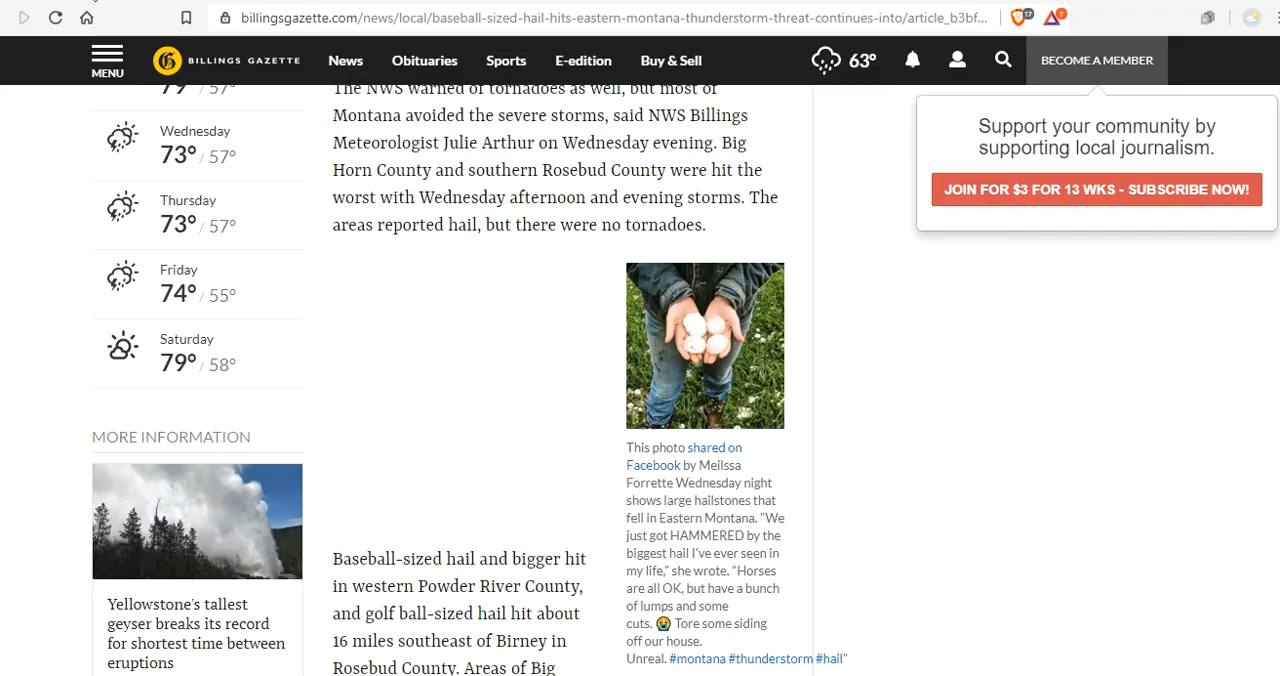 billingsgazette.com/news/local/baseball-sized-hail-hits-eastern-montana-thunderstorm-threat-continues-into/article_b3bf...
17
7
MENU
G
BILLINGS GAZETTE
News
Obituaries
Sports
E-edition
Buy & Sell
63°
BECOME A MEMBER
Support your community by
supporting local journalism.
JOIN FOR $3 FOR 13 WKS - SUBSCRIBE NOW!
79° / 57°
Wednesday
73° / 57°
Thursday
73° / 57°
Friday
74° / 55°
Saturday
79° / 58°
MORE INFORMATION
Yellowstone's tallest
geyser breaks its record
for shortest time between
eruptions
The NWS warned of tornadoes as well, but most of
Montana avoided the severe storms, said NWS Billings
Meteorologist Julie Arthur on Wednesday evening. Big
Horn County and southern Rosebud County were hit the
worst with Wednesday afternoon and evening storms. The
areas reported hail, but there were no tornadoes.
This photo shared on
Facebook by Meilssa
Forrette Wednesday night
shows large hailstones that
fell in Eastern Montana. "We
just got HAMMERED by the
biggest hail I've ever seen in
my life," she wrote. "Horses
are all OK, but have a bunch
of lumps and some
cuts. 😭 Tore some siding
off our house.
Unreal. #montana #thunderstorm #hail"
Baseball-sized hail and bigger hit
in western Powder River County,
and golf ball-sized hail hit about
16 miles southeast of Birney in
Rosebud County. Areas of Big